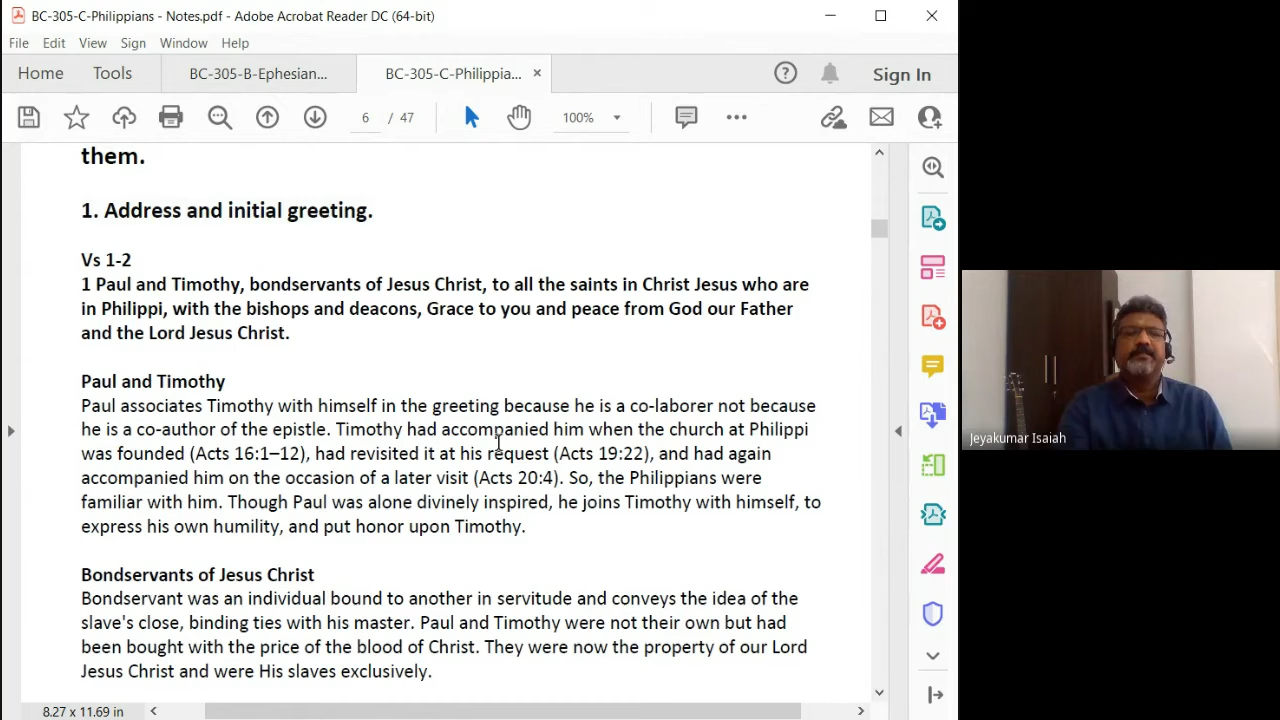 BC-305-C-Philippians - Notes.pdf - Adobe Acrobat Reader DC (64-bit)
File Edit View Sign Window Help
Home Tools BC-305-B-Ephesian... BC-305-C-Philippia... Sign In
6 / 47 100%
them.
1. Address and initial greeting.
Vs 1-2
1 Paul and Timothy, bondservants of Jesus Christ, to all the saints in Christ Jesus who are
in Philippi, with the bishops and deacons, Grace to you and peace from God our Father
and the Lord Jesus Christ.
Paul and Timothy
Paul associates Timothy with himself in the greeting because he is a co-laborer not because
he is a co-author of the epistle. Timothy had accompanied him when the church at Philippi
was founded (Acts 16:1–12), had revisited it at his request (Acts 19:22), and had again
accompanied him on the occasion of a later visit (Acts 20:4). So, the Philippians were
familiar with him. Though Paul was alone divinely inspired, he joins Timothy with himself, to
express his own humility, and put honor upon Timothy.
Bondservants of Jesus Christ
Bondservant was an individual bound to another in servitude and conveys the idea of the
slave's close, binding ties with his master. Paul and Timothy were not their own but had
been bought with the price of the blood of Christ. They were now the property of our Lord
Jesus Christ and were His slaves exclusively.
8.27 x 11.69 in
Jeyakumar Isaiah